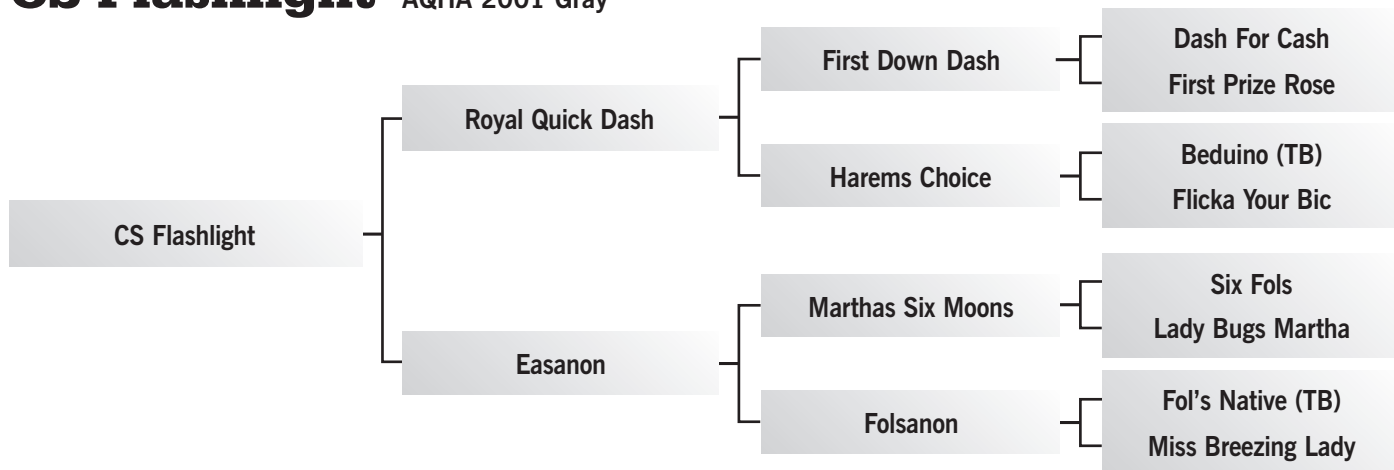 CS Flashlight AQHA 2001 Gray
First Down Dash
Dash For Cash
First Prize Rose
Royal Quick Dash
Harems Choice
Beduino (TB)
Flicka Your Bic
CS Flashlight
Marthas Six Moons
Six Fols
Lady Bugs Martha
Easanon
Folsanon
Fol's Native (TB)
Miss Breezing Lady